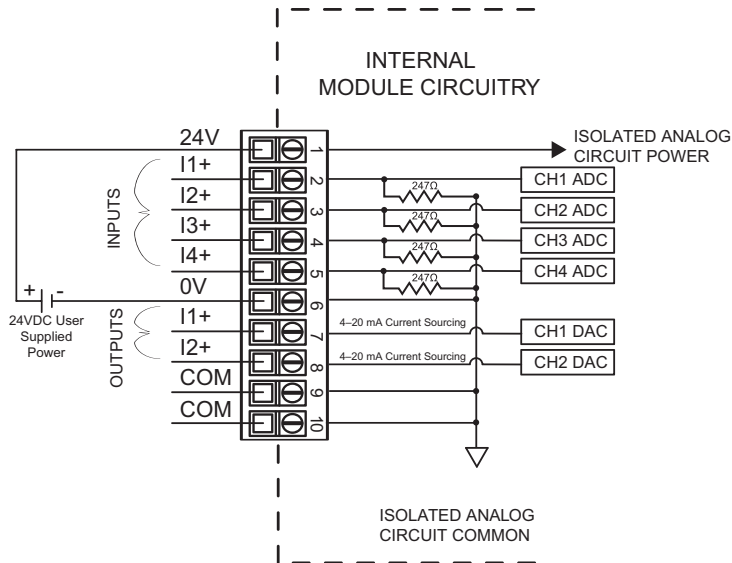 INTERNAL
MODULE CIRCUITRY
24V
1
ISOLATED ANALOG
CIRCUIT POWER
I1+
2
247Ω
CH1 ADC
I2+
3
247Ω
CH2 ADC
INPUTS
I3+
4
247Ω
CH3 ADC
I4+
5
247Ω
CH4 ADC
0V
6
+
-
24VDC User
Supplied
Power
OUTPUTS
I1+
7
4–20 mA Current Sourcing
CH1 DAC
I2+
8
4–20 mA Current Sourcing
CH2 DAC
COM
9
COM
10
ISOLATED ANALOG
CIRCUIT COMMON